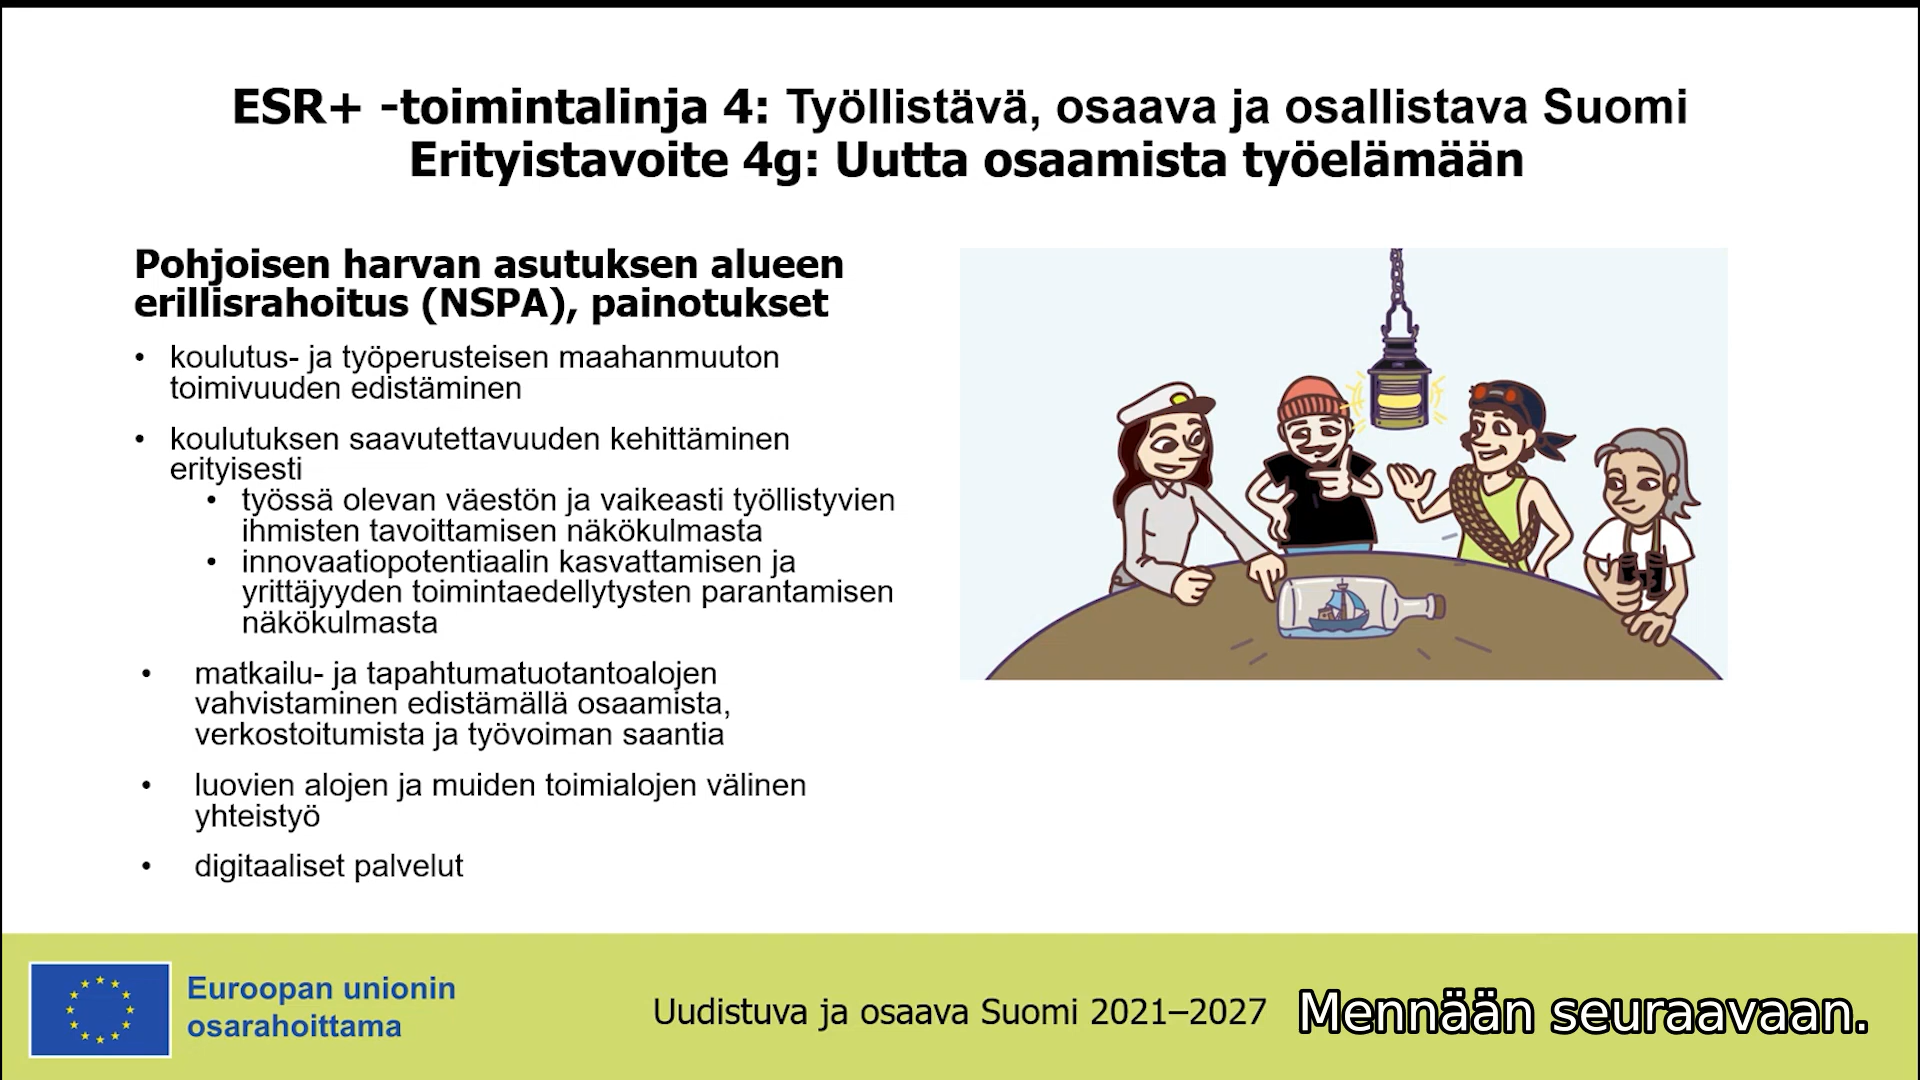 ESR+ -toimintalinja 4: Työllistävä, osaava ja osallistava Suomi
Erityistavoite 4g: Uutta osaamista työelämään
Pohjoisen harvan asutuksen alueen
erillisrahoitus (NSPA), painotukset
• koulutus- ja työperusteisen maahanmuuton
toimivuuden edistäminen
• koulutuksen saavutettavuuden kehittäminen
erityisesti
• työssä olevan väestön ja vaikeasti työllistyvien
ihmisten tavoittamisen näkökulmasta
• innovaatiopotentiaalin kasvattamisen ja
yrittäjyyden toimintaedellytysten parantamisen
näkökulmasta
• matkailu- ja tapahtumatuotantoalojen
vahvistaminen edistämällä osaamista,
verkostoitumista ja työvoiman saantia
• luovien alojen ja muiden toimialojen välinen
yhteistyö
• digitaaliset palvelut
Euroopan unionin
osarahoittama
Uudistuva ja osaava Suomi 2021–2027
Mennään seuraavaan.